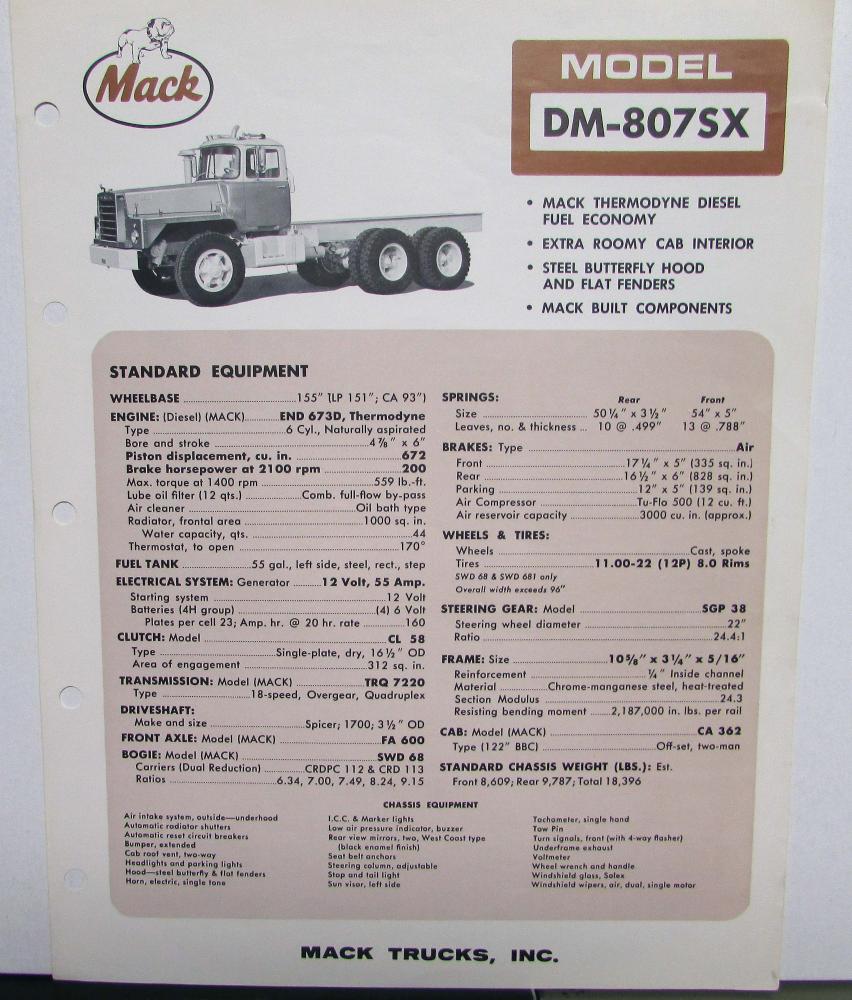 Mack
MODEL
DM-807SX
• MACK THERMODYNE DIESEL
FUEL ECONOMY
• EXTRA ROOMY CAB INTERIOR
• STEEL BUTTERFLY HOOD
AND FLAT FENDERS
• MACK BUILT COMPONENTS
STANDARD EQUIPMENT
WHEELBASE 155" (LP 151"; CA 93")
ENGINE: (Diesel) (MACK) END 673D, Thermodyne
Type 6 Cyl., Naturally aspirated
Bore and stroke 4⅞" x 6"
Piston displacement, cu. in. 672
Brake horsepower at 2100 rpm 200
Max. torque at 1400 rpm 559 lb.-ft.
Lube oil filter (12 qts.) Comb. full-flow by-pass
Air cleaner Oil bath type
Radiator, frontal area 1000 sq. in.
Water capacity, qts. 44
Thermostat, to open 170°
FUEL TANK 55 gal., left side, steel, rect., step
ELECTRICAL SYSTEM: Generator 12 Volt, 55 Amp.
Starting system 12 Volt
Batteries (4H group) (4) 6 Volt
Plates per cell 23; Amp. hr. @ 20 hr. rate 160
CLUTCH: Model CL 58
Type Single-plate, dry, 16½" OD
Area of engagement 312 sq. in.
TRANSMISSION: Model (MACK) TRQ 7220
Type 18-speed, Overgear, Quadruplex
DRIVESHAFT:
Make and size Spicer; 1700; 3½" OD
FRONT AXLE: Model (MACK) FA 600
BOGIE: Model (MACK) SWD 68
Carriers (Dual Reduction) CRDPC 112 & CRD 113
Ratios 6.34, 7.00, 7.49, 8.24, 9.15
SPRINGS: Rear Front
Size 50¼" x 3½" 54" x 5"
Leaves, no. & thickness 10 @ .499" 13 @ .788"
BRAKES: Type Air
Front 17¼" x 5" (335 sq. in.)
Rear 16½" x 6" (828 sq. in.)
Parking 12" x 5" (139 sq. in.)
Air Compressor Tu-Flo 500 (12 cu. ft.)
Air reservoir capacity 3000 cu. in. (approx.)
WHEELS & TIRES:
Wheels Cast, spoke
Tires 11.00-22 (12P) 8.0 Rims
SWD 68 & SWD 681 only
Overall width exceeds 96"
STEERING GEAR: Model SGP 38
Steering wheel diameter 22"
Ratio 24.4:1
FRAME: Size 10⅝" x 3¼" x 5/16"
Reinforcement ¼" Inside channel
Material Chrome-manganese steel, heat-treated
Section Modulus 24.3
Resisting bending moment 2,187,000 in. lbs. per rail
CAB: Model (MACK) CA 362
Type (122" BBC) Off-set, two-man
STANDARD CHASSIS WEIGHT (LBS.): Est.
Front 8,609; Rear 9,787; Total 18,396
CHASSIS EQUIPMENT
Air intake system, outside—underhood
Automatic radiator shutters
Automatic reset circuit breakers
Bumper, extended
Cab roof vent, two-way
Headlights and parking lights
Hood—steel butterfly & flat fenders
Horn, electric, single tone
I.C.C. & Marker lights
Low air pressure indicator, buzzer
Rear view mirrors, two, West Coast type
(black enamel finish)
Seat belt anchors
Steering column, adjustable
Stop and tail light
Sun visor, left side
Tachometer, single hand
Tow Pin
Turn signals, front (with 4-way flasher)
Underframe exhaust
Voltmeter
Wheel wrench and handle
Windshield glass, Solex
Windshield wipers, air, dual, single motor
MACK TRUCKS, INC.